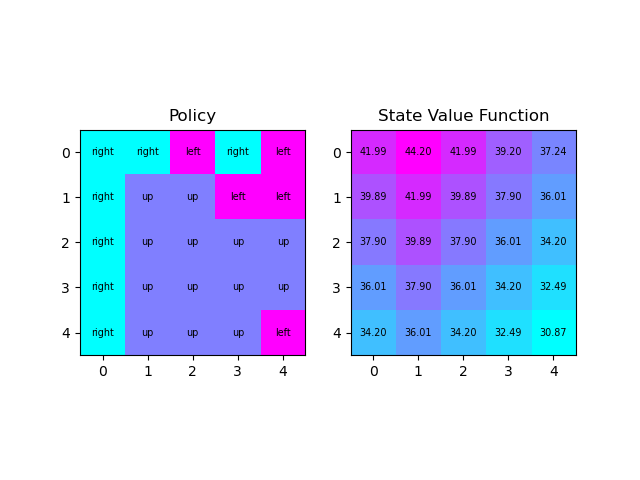 Policy
State Value Function
0 right right left right left
1 right up up left left
2 right up up up up
3 right up up up up
4 right up up up left
0 1 2 3 4
0 41.99 44.20 41.99 39.20 37.24
1 39.89 41.99 39.89 37.90 36.01
2 37.90 39.89 37.90 36.01 34.20
3 36.01 37.90 36.01 34.20 32.49
4 34.20 36.01 34.20 32.49 30.87
0 1 2 3 4